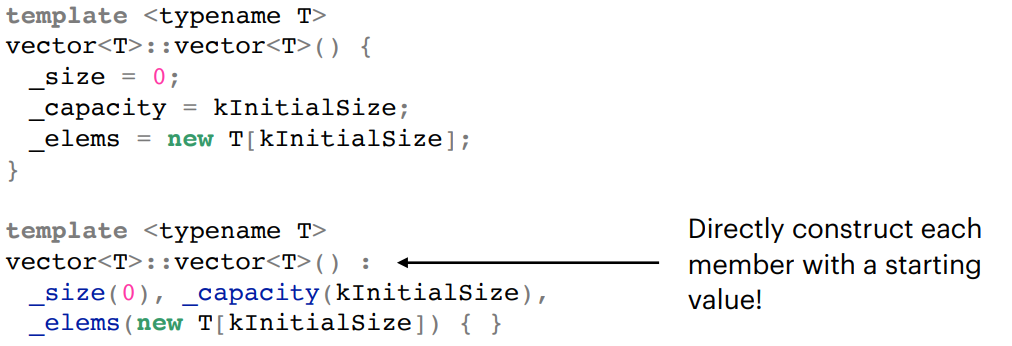 template <typename T>
vector<T>::vector<T>() {
  _size = 0;
  _capacity = kInitialSize;
  _elems = new T[kInitialSize];
}
template <typename T>
vector<T>::vector<T>() :
  _size(0), _capacity(kInitialSize),
  _elems(new T[kInitialSize]) { }
Directly construct each
member with a starting
value!